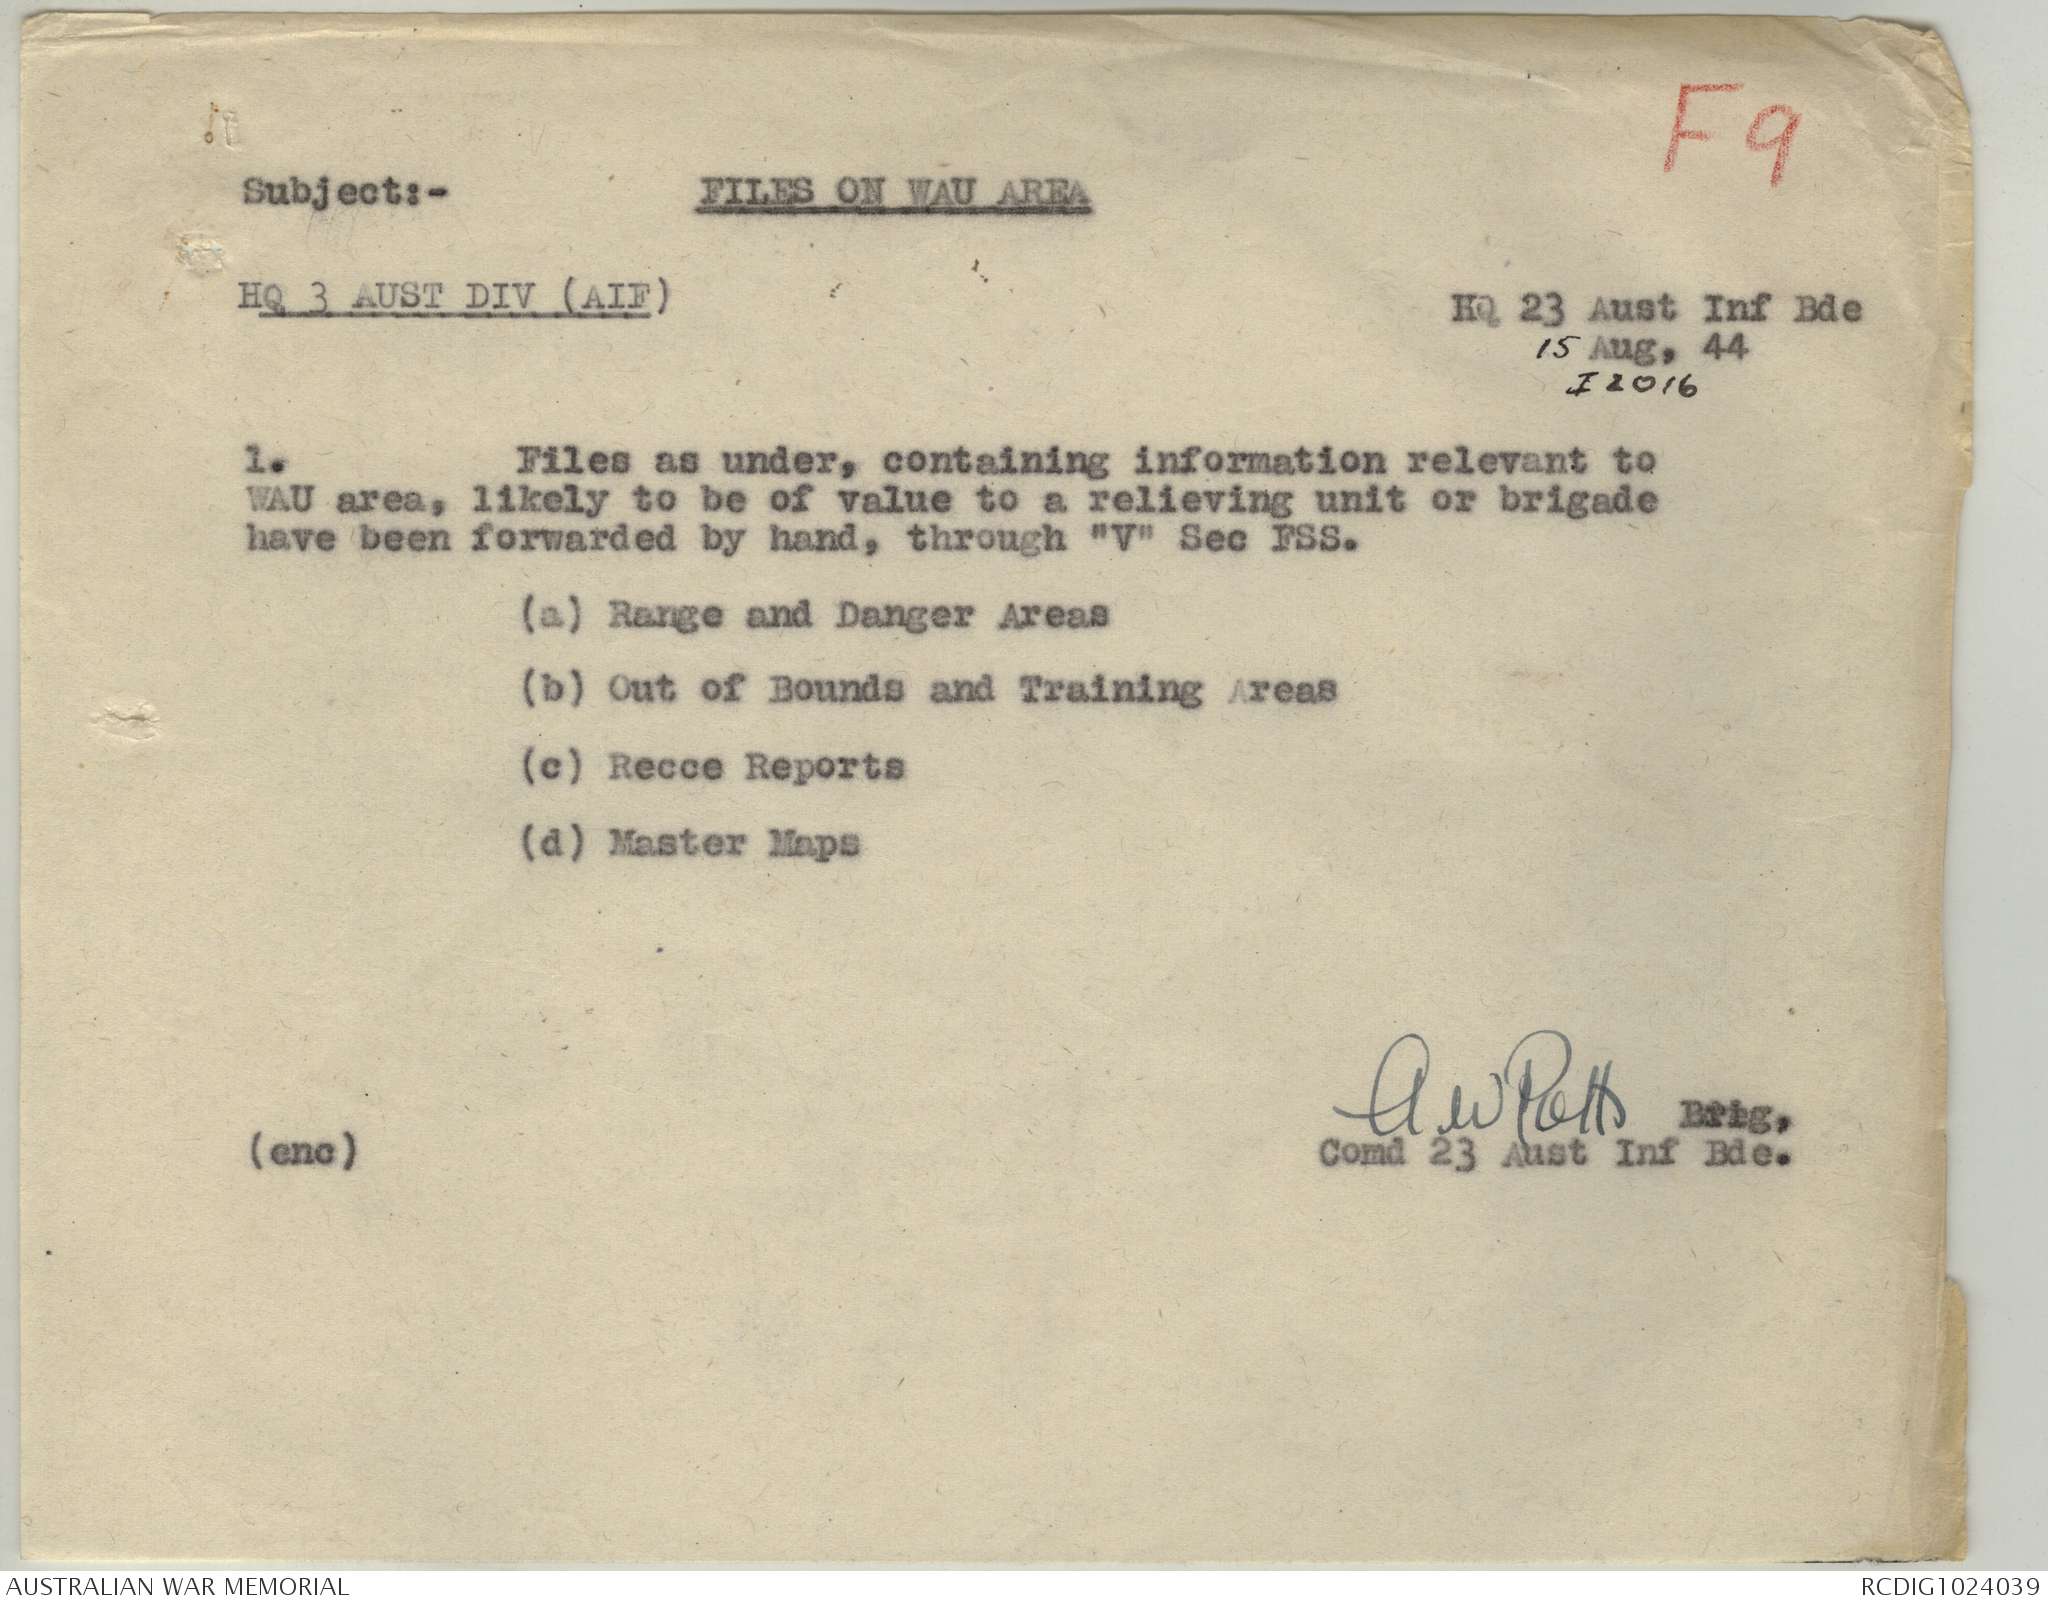 F9
Subject:- FILES ON WAU AREA
HQ 3 AUST DIV (AIF)
HQ 23 Aust Inf Bde
15 Aug, 44
I2016
1. Files as under, containing information relevant to
WAU area, likely to be of value to a relieving unit or brigade
have been forwarded by hand, through "V" Sec FSS.
(a) Range and Danger Areas
(b) Out of Bounds and Training Areas
(c) Recce Reports
(d) Master Maps
AWPotts Brig,
(enc) Comd 23 Aust Inf Bde.
AUSTRALIAN WAR MEMORIAL RCDIG1024039